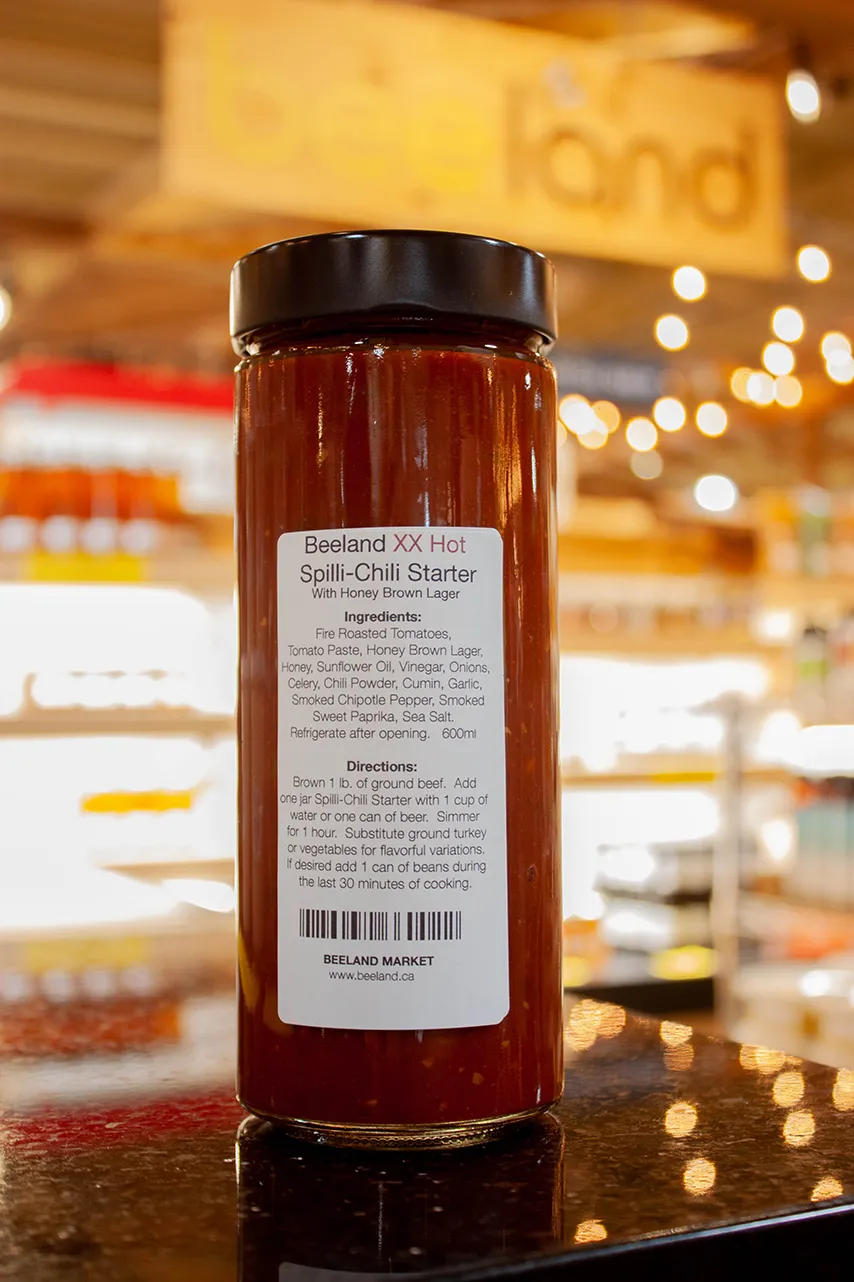 beeland
Beeland XX Hot
Spilli-Chili Starter
With Honey Brown Lager
Ingredients:
Fire Roasted Tomatoes,
Tomato Paste, Honey Brown Lager,
Honey, Sunflower Oil, Vinegar, Onions,
Celery, Chili Powder, Cumin, Garlic,
Smoked Chipotle Pepper, Smoked
Sweet Paprika, Sea Salt.
Refrigerate after opening. 600ml
Directions:
Brown 1 lb. of ground beef. Add
one jar Spilli-Chili Starter with 1 cup of
water or one can of beer. Simmer
for 1 hour. Substitute ground turkey
or vegetables for flavorful variations.
If desired add 1 can of beans during
the last 30 minutes of cooking.
BEELAND MARKET
www.beeland.ca